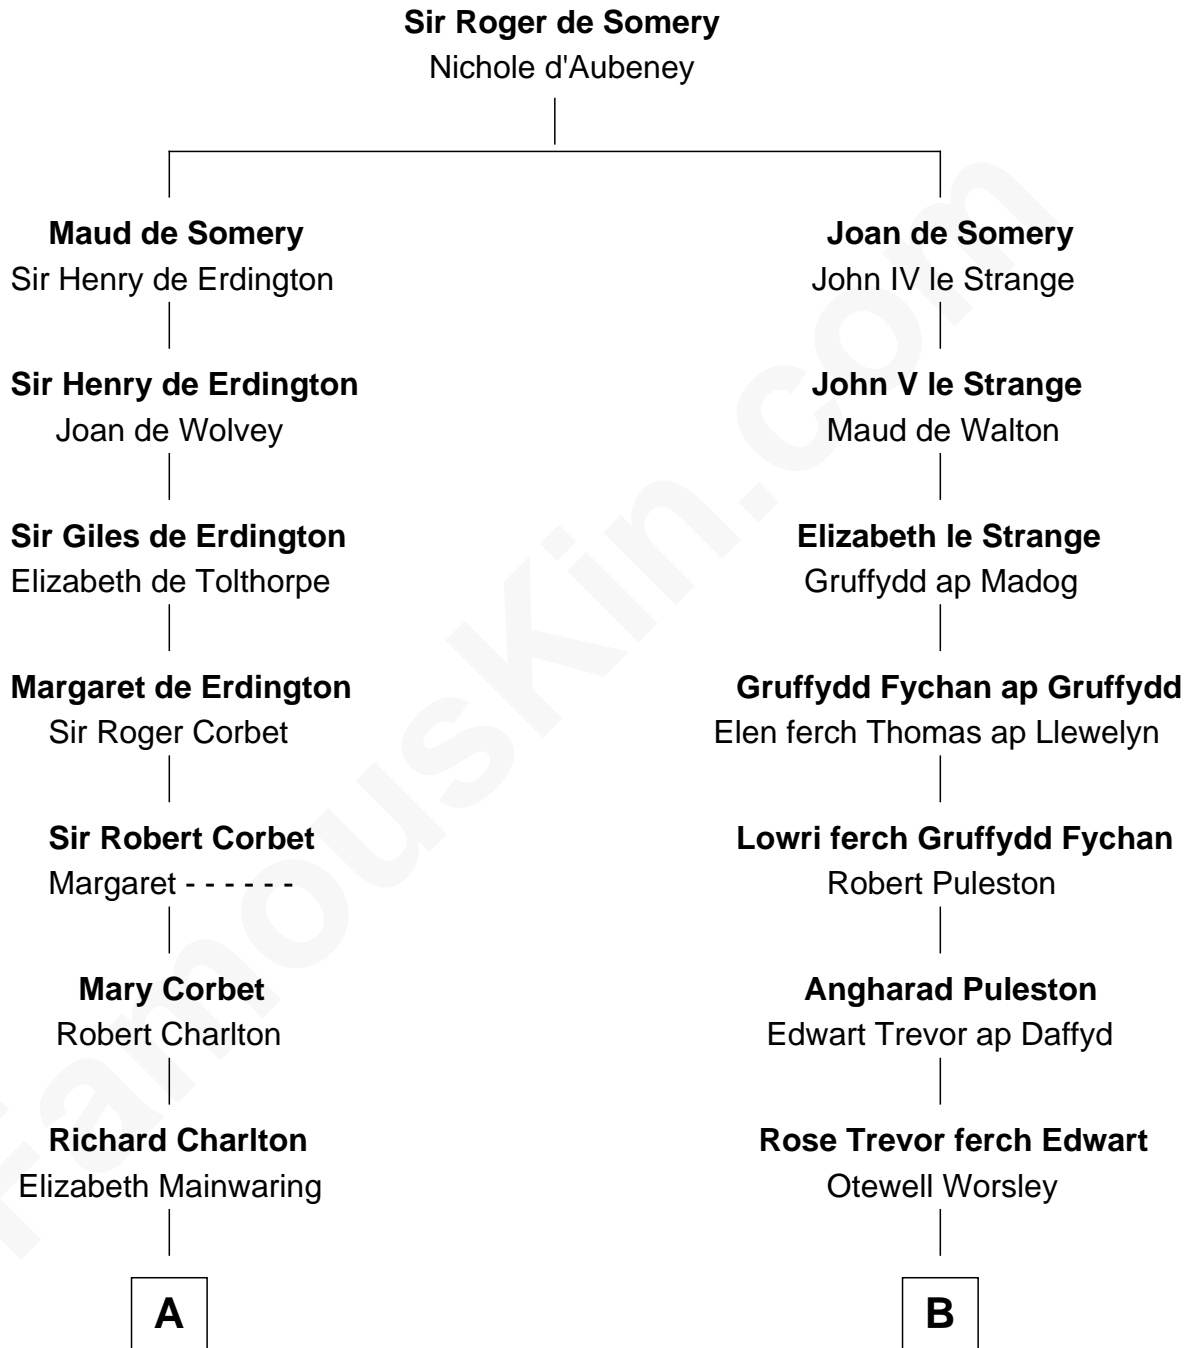 Sir Roger de Somery
Nichole d'Aubeney
Maud de Somery
Sir Henry de Erdington
Joan de Somery
John IV le Strange
Sir Henry de Erdington
Joan de Wolvey
John V le Strange
Maud de Walton
Sir Giles de Erdington
Elizabeth de Tolthorpe
Elizabeth le Strange
Gruffydd ap Madog
Margaret de Erdington
Sir Roger Corbet
Gruffydd Fychan ap Gruffydd
Elen ferch Thomas ap Llewelyn
Sir Robert Corbet
Margaret - - - - - -
Lowri ferch Gruffydd Fychan
Robert Puleston
Mary Corbet
Robert Charlton
Angharad Puleston
Edwart Trevor ap Daffyd
Richard Charlton
Elizabeth Mainwaring
Rose Trevor ferch Edwart
Otewell Worsley
A
B
FamousKin.com